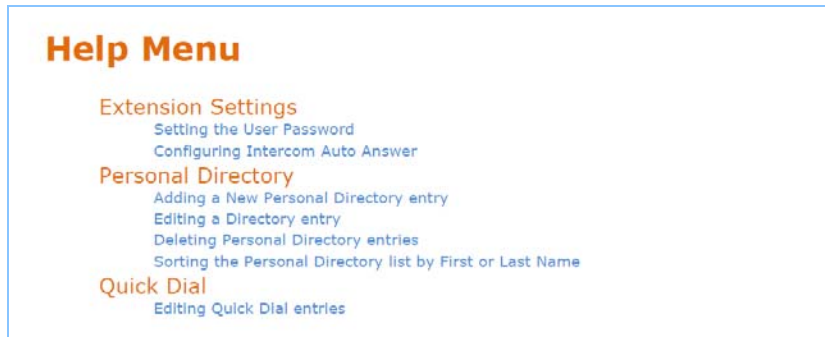 Help Menu
Extension Settings
Setting the User Password
Configuring Intercom Auto Answer
Personal Directory
Adding a New Personal Directory entry
Editing a Directory entry
Deleting Personal Directory entries
Sorting the Personal Directory list by First or Last Name
Quick Dial
Editing Quick Dial entries